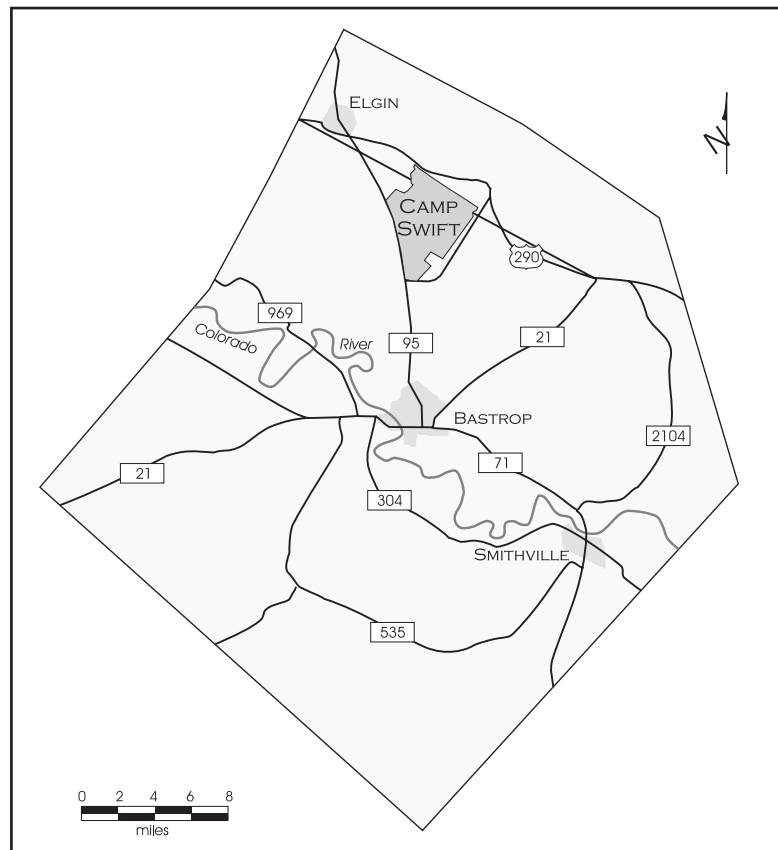 ELGIN
N
CAMP
SWIFT
290
969
Colorado
River
95
21
BASTROP
2104
71
21
304
SMITHVILLE
535
0 2 4 6 8
miles